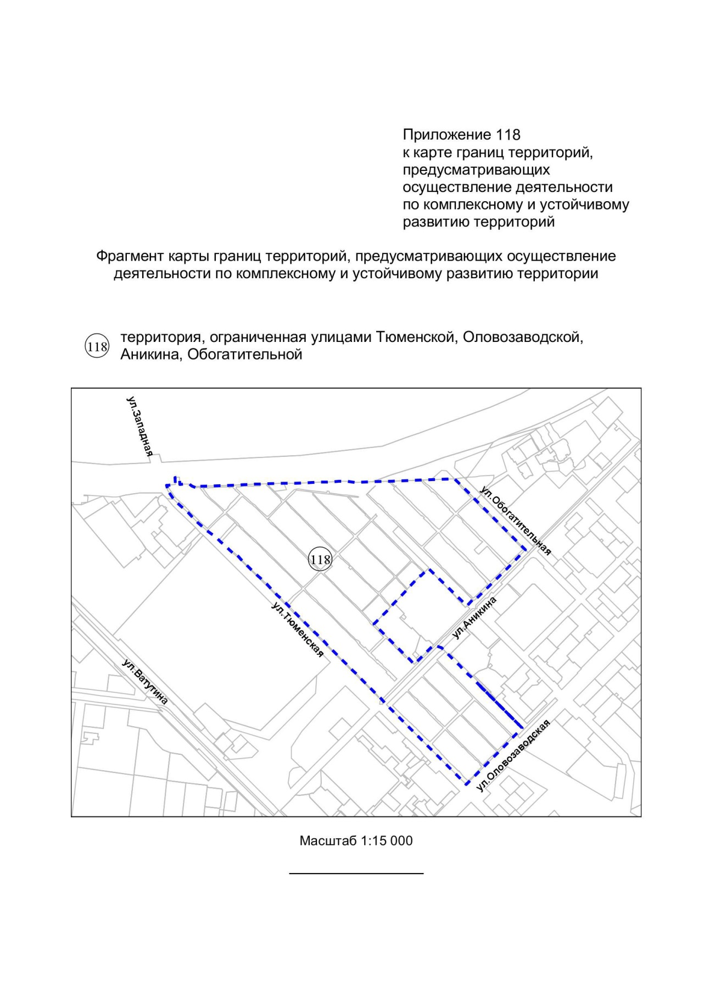 Приложение 118
к карте границ территорий,
предусматривающих
осуществление деятельности
по комплексному и устойчивому
развитию территорий
Фрагмент карты границ территорий, предусматривающих осуществление
деятельности по комплексному и устойчивому развитию территории
118
территория, ограниченная улицами Тюменской, Оловозаводской,
Аникина, Обогатительной
ул.Западная
ул.Обогатительная
118
ул.Аникина
ул.Тюменская
ул.Ватутина
ул.Оловозаводская
Масштаб 1:15 000